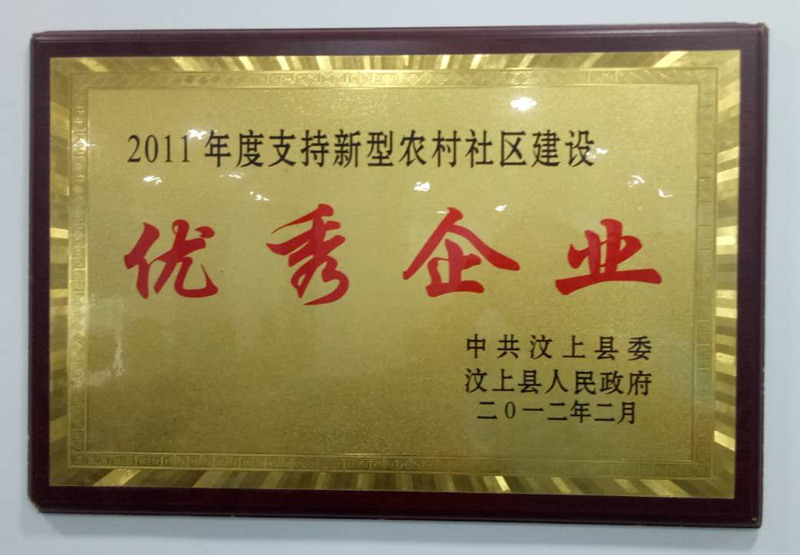 2011年度支持新型农村社区建设
优秀企业
中共汶上县委
汶上县人民政府
二〇一二年二月